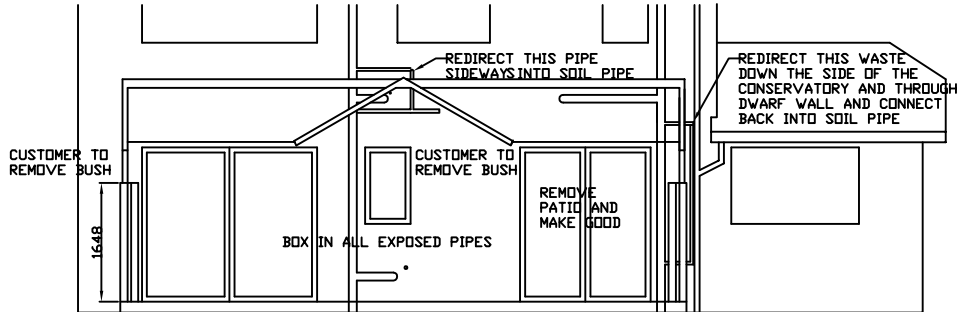 REDIRECT THIS PIPE
SIDEWAYS INTO SOIL PIPE
REDIRECT THIS WASTE
DOWN THE SIDE OF THE
CONSERVATORY AND THROUGH
DWARF WALL AND CONNECT
BACK INTO SOIL PIPE
CUSTOMER TO
REMOVE BUSH
CUSTOMER TO
REMOVE BUSH
REMOVE
PATIO AND
MAKE GOOD
BOX IN ALL EXPOSED PIPES
1648